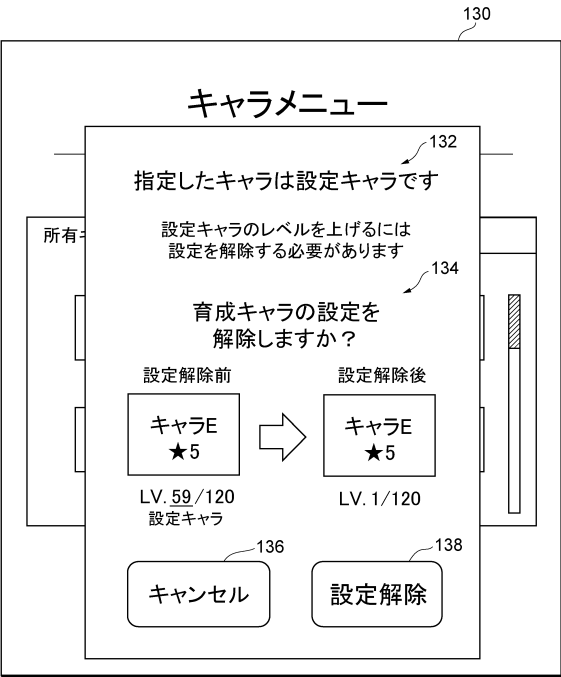 130
キャラメニュー
132
指定したキャラは設定キャラです
所有
設定キャラのレベルを上げるには
設定を解除する必要があります
134
育成キャラの設定を
解除しますか？
設定解除前
設定解除後
キャラE
★5
キャラE
★5
LV. 59/120
LV. 1/120
設定キャラ
136
138
キャンセル
設定解除